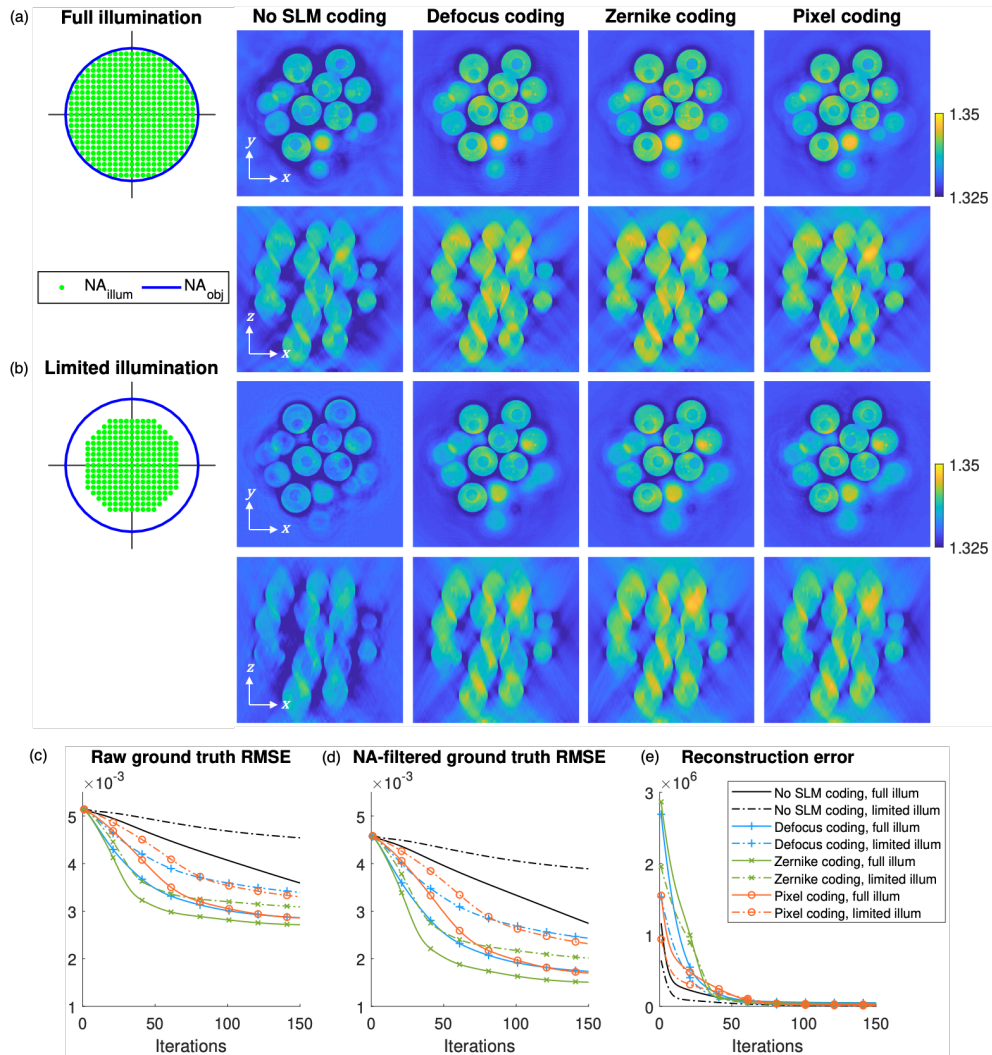 (a) Full illumination No SLM coding Defocus coding Zernike coding Pixel coding
y
x
1.35
1.325
NAillum NAobj
z
x
(b) Limited illumination
y
x
1.35
1.325
z
x
(c) Raw ground truth RMSE
×10-3
5
4
3
2
1
0 50 100 150
Iterations
(d) NA-filtered ground truth RMSE
×10-3
5
4
3
2
1
0 50 100 150
Iterations
(e) Reconstruction error
×106
3
2
1
0
0 50 100 150
Iterations
No SLM coding, full illum
No SLM coding, limited illum
Defocus coding, full illum
Defocus coding, limited illum
Zernike coding, full illum
Zernike coding, limited illum
Pixel coding, full illum
Pixel coding, limited illum